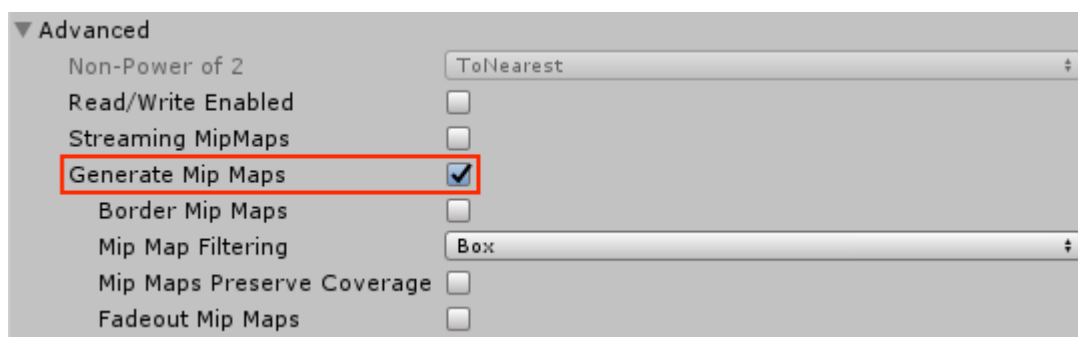 Advanced
Non-Power of 2 ToNearest
Read/Write Enabled
Streaming MipMaps
Generate Mip Maps
Border Mip Maps
Mip Map Filtering Box
Mip Maps Preserve Coverage
Fadeout Mip Maps